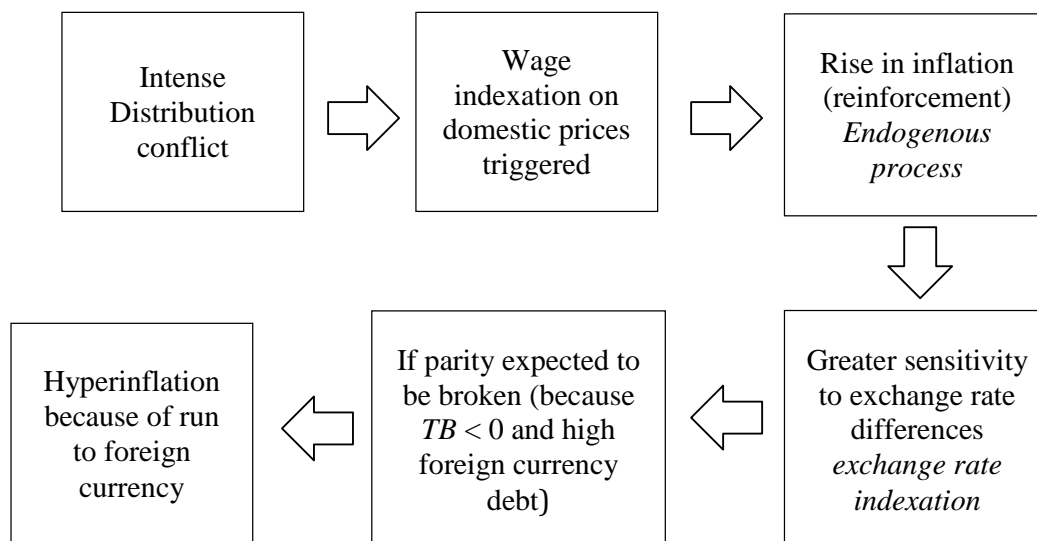 Intense
Distribution
conflict
Wage
indexation on
domestic prices
triggered
Rise in inflation
(reinforcement)
Endogenous
process
Greater sensitivity
to exchange rate
differences
exchange rate
indexation
If parity expected to
be broken (because
TB < 0 and high
foreign currency
debt)
Hyperinflation
because of run
to foreign
currency